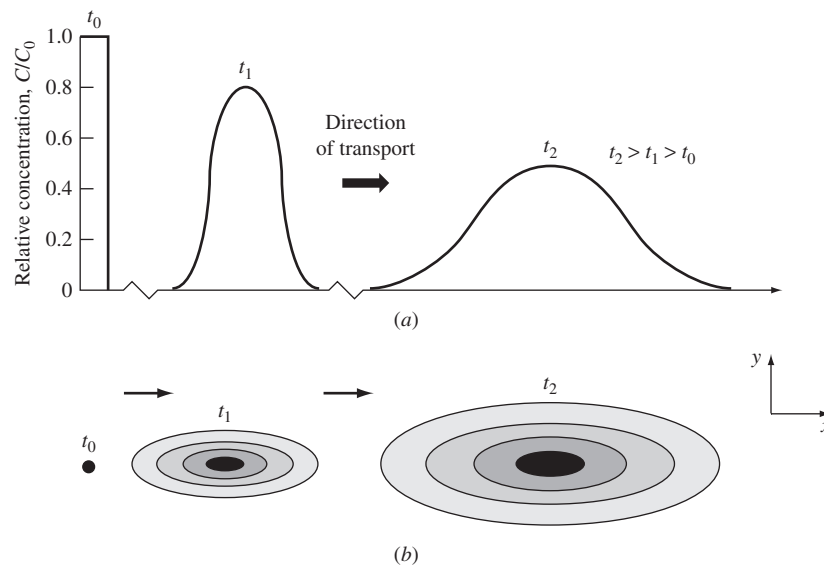 t₀
1.0
0.8
0.6
0.4
0.2
0
Relative concentration, C/C₀
t₁
Direction
of transport
t₂
t₂ > t₁ > t₀
(a)
y
x
t₀
t₁
t₂
(b)